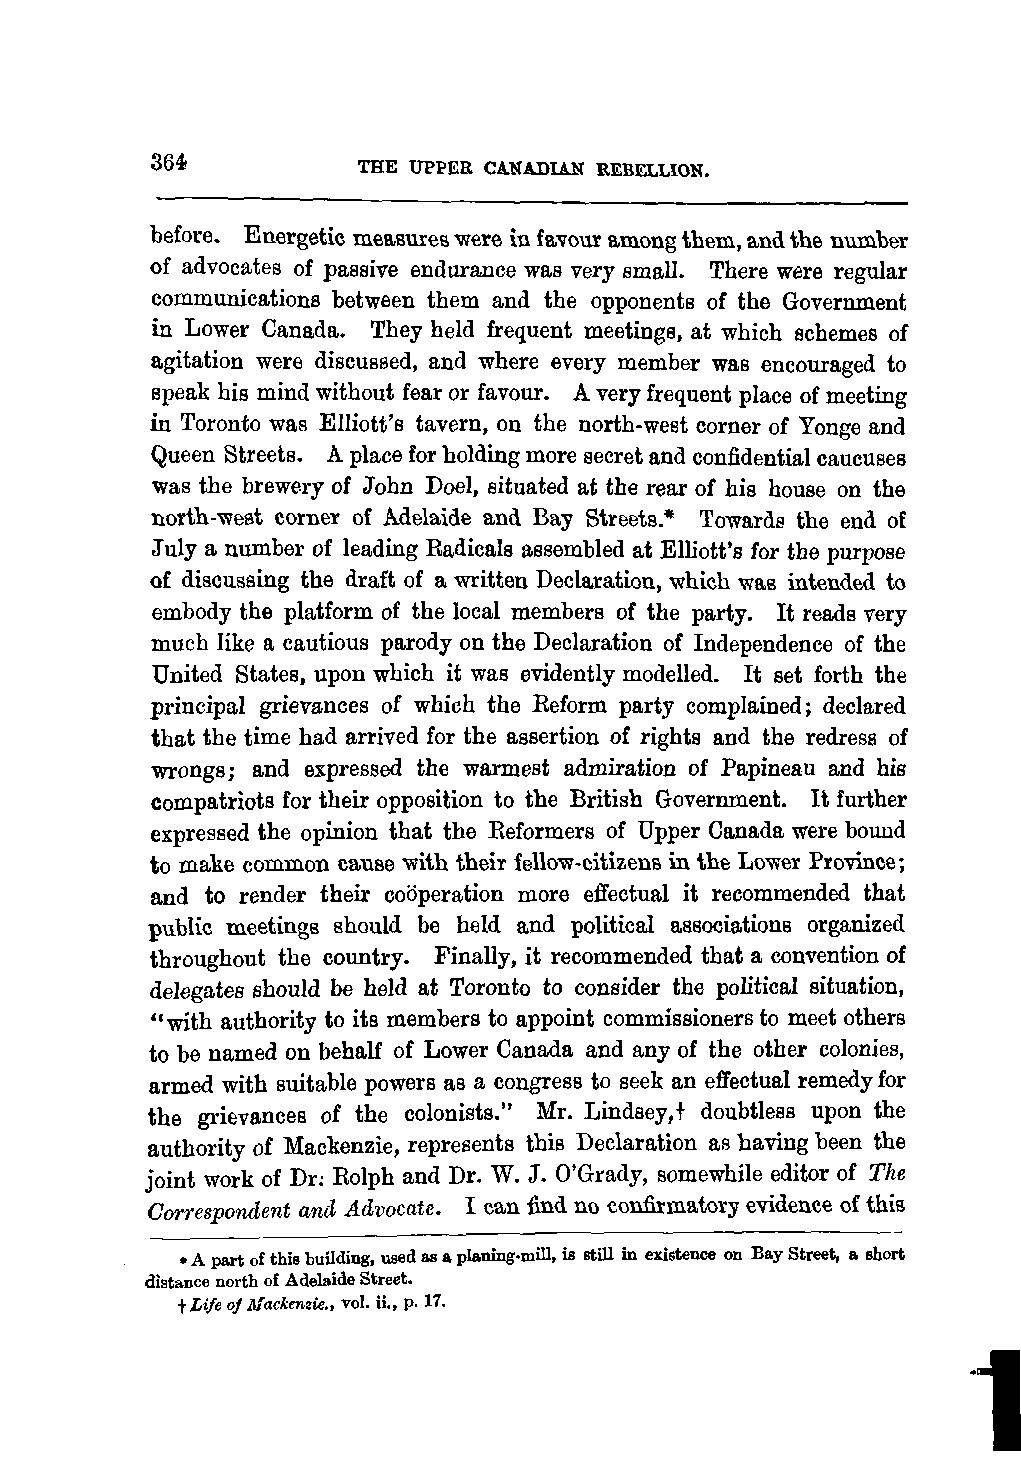 364
THE UPPER CANADIAN REBELLION.
before. Energetic measures were in favour among them, and the number
of advocates of passive endurance was very small. There were regular
communications between them and the opponents of the Government
in Lower Canada. They held frequent meetings, at which schemes of
agitation were discussed, and where every member was encouraged to
speak his mind without fear or favour. A very frequent place of meeting
in Toronto was Elliott's tavern, on the north-west corner of Yonge and
Queen Streets. A place for holding more secret and confidential caucuses
was the brewery of John Doel, situated at the rear of his house on the
north-west corner of Adelaide and Bay Streets.* Towards the end of
July a number of leading Radicals assembled at Elliott's for the purpose
of discussing the draft of a written Declaration, which was intended to
embody the platform of the local members of the party. It reads very
much like a cautious parody on the Declaration of Independence of the
United States, upon which it was evidently modelled. It set forth the
principal grievances of which the Reform party complained; declared
that the time had arrived for the assertion of rights and the redress of
wrongs; and expressed the warmest admiration of Papineau and his
compatriots for their opposition to the British Government. It further
expressed the opinion that the Reformers of Upper Canada were bound
to make common cause with their fellow-citizens in the Lower Province;
and to render their coöperation more effectual it recommended that
public meetings should be held and political associations organized
throughout the country. Finally, it recommended that a convention of
delegates should be held at Toronto to consider the political situation,
"with authority to its members to appoint commissioners to meet others
to be named on behalf of Lower Canada and any of the other colonies,
armed with suitable powers as a congress to seek an effectual remedy for
the grievances of the colonists." Mr. Lindsey,† doubtless upon the
authority of Mackenzie, represents this Declaration as having been the
joint work of Dr: Rolph and Dr. W. J. O'Grady, somewhile editor of The
Correspondent and Advocate. I can find no confirmatory evidence of this
* A part of this building, used as a planing-mill, is still in existence on Bay Street, a short
distance north of Adelaide Street.
† Life of Mackenzie., vol. ii., p. 17.